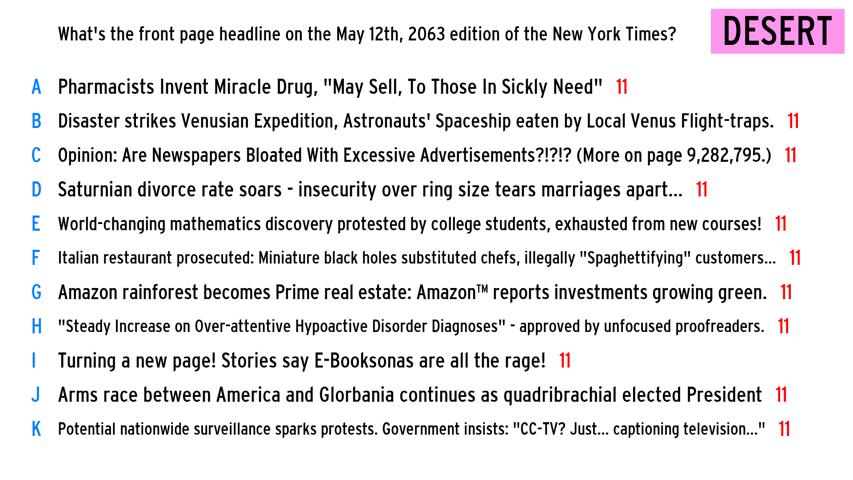 What's the front page headline on the May 12th, 2063 edition of the New York Times?
DESERT
A Pharmacists Invent Miracle Drug, "May Sell, To Those In Sickly Need" 11
B Disaster strikes Venusian Expedition, Astronauts' Spaceship eaten by Local Venus Flight-traps. 11
C Opinion: Are Newspapers Bloated With Excessive Advertisements?!?!? (More on page 9,282,795.) 11
D Saturnian divorce rate soars - insecurity over ring size tears marriages apart... 11
E World-changing mathematics discovery protested by college students, exhausted from new courses! 11
F Italian restaurant prosecuted: Miniature black holes substituted chefs, illegally "Spaghettifying" customers... 11
G Amazon rainforest becomes Prime real estate: Amazon™ reports investments growing green. 11
H "Steady Increase on Over-attentive Hypoactive Disorder Diagnoses" - approved by unfocused proofreaders. 11
I Turning a new page! Stories say E-Booksonas are all the rage! 11
J Arms race between America and Glorbania continues as quadribrachial elected President 11
K Potential nationwide surveillance sparks protests. Government insists: "CC-TV? Just... captioning television..." 11